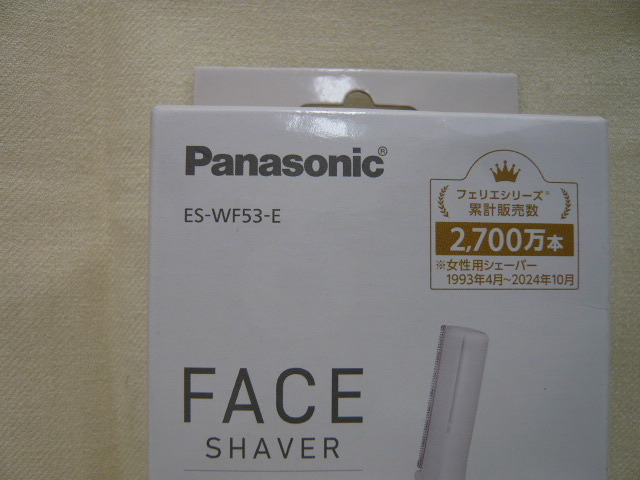 Panasonic®
ES-WF53-E
フェリエシリーズ※
累計販売数
2,700万本
※女性用シェーバー
1993年4月~2024年10月
FACE
SHAVER